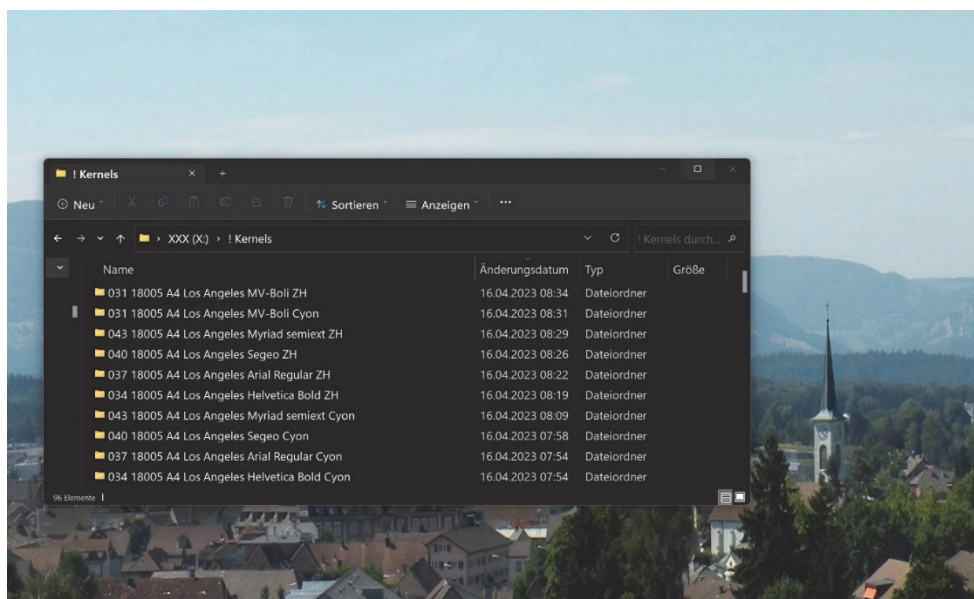 ! Kernels
Neu Sortieren Anzeigen ...
XXX (X:) > ! Kernels ! Kernels durch...
Name Änderungsdatum Typ Größe
031 18005 A4 Los Angeles MV-Boli ZH 16.04.2023 08:34 Dateiordner
031 18005 A4 Los Angeles MV-Boli Cyon 16.04.2023 08:31 Dateiordner
043 18005 A4 Los Angeles Myriad semiext ZH 16.04.2023 08:29 Dateiordner
040 18005 A4 Los Angeles Segeo ZH 16.04.2023 08:26 Dateiordner
037 18005 A4 Los Angeles Arial Regular ZH 16.04.2023 08:22 Dateiordner
034 18005 A4 Los Angeles Helvetica Bold ZH 16.04.2023 08:19 Dateiordner
043 18005 A4 Los Angeles Myriad semiext Cyon 16.04.2023 08:09 Dateiordner
040 18005 A4 Los Angeles Segeo Cyon 16.04.2023 07:58 Dateiordner
037 18005 A4 Los Angeles Arial Regular Cyon 16.04.2023 07:54 Dateiordner
034 18005 A4 Los Angeles Helvetica Bold Cyon 16.04.2023 07:54 Dateiordner
96 Elemente